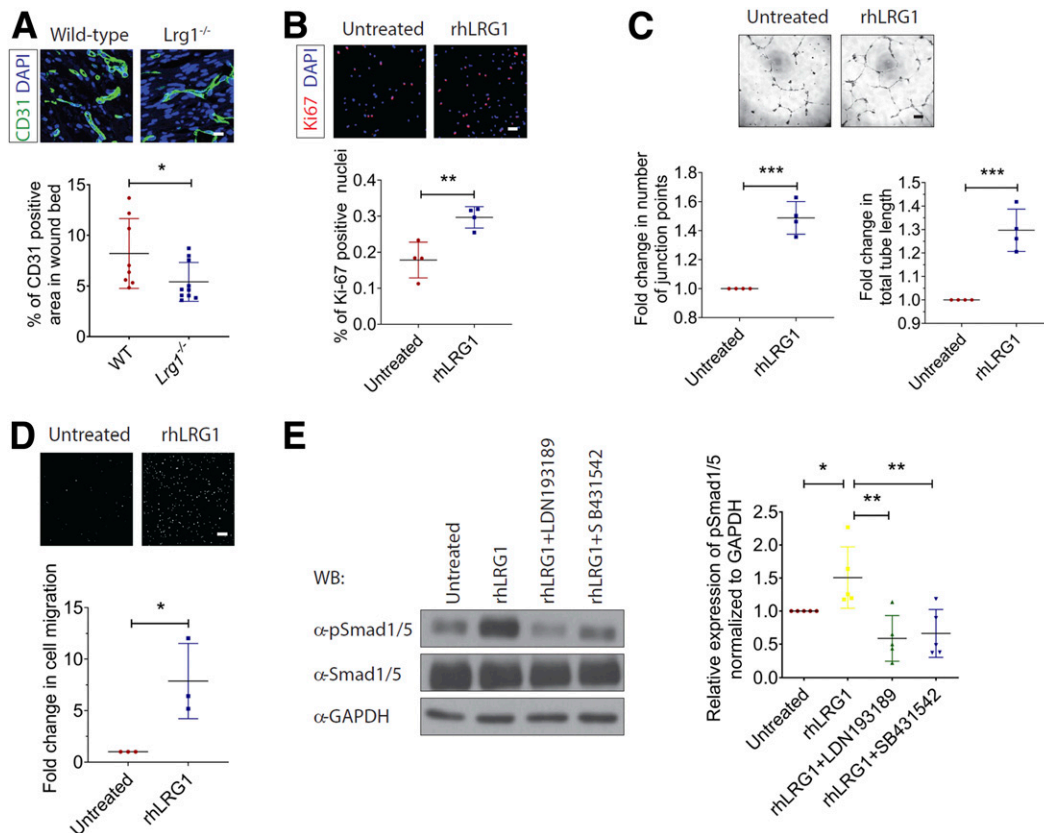 A
Wild-type Lrg1-/-
CD31 DAPI
*
% of CD31 positive
area in wound bed
15
10
5
0
WT
Lrg1-/-
B
Untreated rhLRG1
Ki67 DAPI
**
% of Ki-67 positive nuclei
0.4
0.3
0.2
0.1
0.0
Untreated
rhLRG1
C
Untreated rhLRG1
***
Fold change in number
of junction points
1.8
1.6
1.4
1.2
1.0
0.8
Untreated
rhLRG1
***
Fold change in
total tube length
1.5
1.4
1.3
1.2
1.1
1.0
0.9
Untreated
rhLRG1
D
Untreated rhLRG1
*
Fold change in cell migration
15
10
5
0
Untreated
rhLRG1
E
WB:
Untreated
rhLRG1
rhLRG1+LDN193189
rhLRG1+S B431542
α-pSmad1/5
α-Smad1/5
α-GAPDH
* **
**
Relative expression of pSmad1/5
normalized to GAPDH
2.5
2.0
1.5
1.0
0.5
0.0
Untreated
rhLRG1
rhLRG1+LDN193189
rhLRG1+SB431542